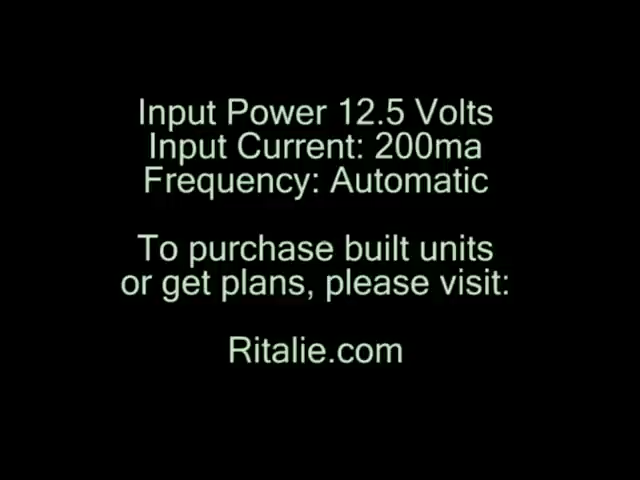 Input Power 12.5 Volts
Input Current: 200ma
Frequency: Automatic
To purchase built units
or get plans, please visit:
Ritalie.com